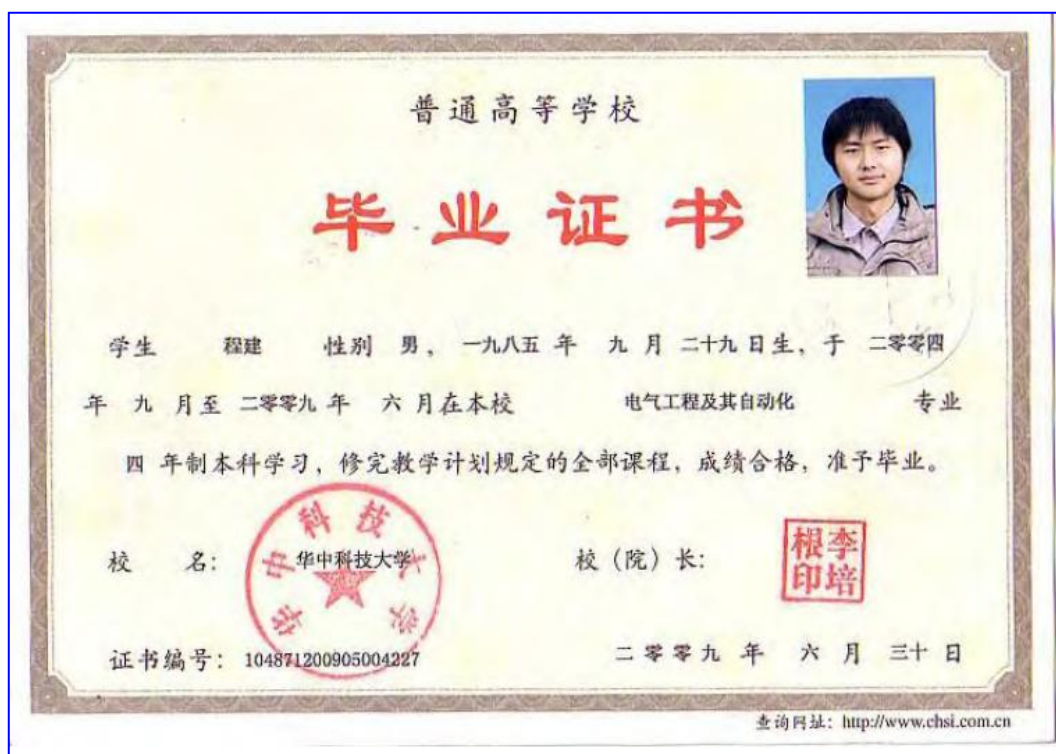 普通高等学校
毕业证书
学生 程建 性别 男，一九八五 年 九 月 二十九 日生，于 二零零四
年 九 月至 二零零九 年 六 月在本校 电气工程及其自动化 专业
四 年制本科学习，修完教学计划规定的全部课程，成绩合格，准予毕业。
华中科技大学
校 名：华中科技大学 校（院）长：李培根印
证书编号：104871200905004227 二零零九 年 六 月 三十 日
查询网址：http://www.chsi.com.cn